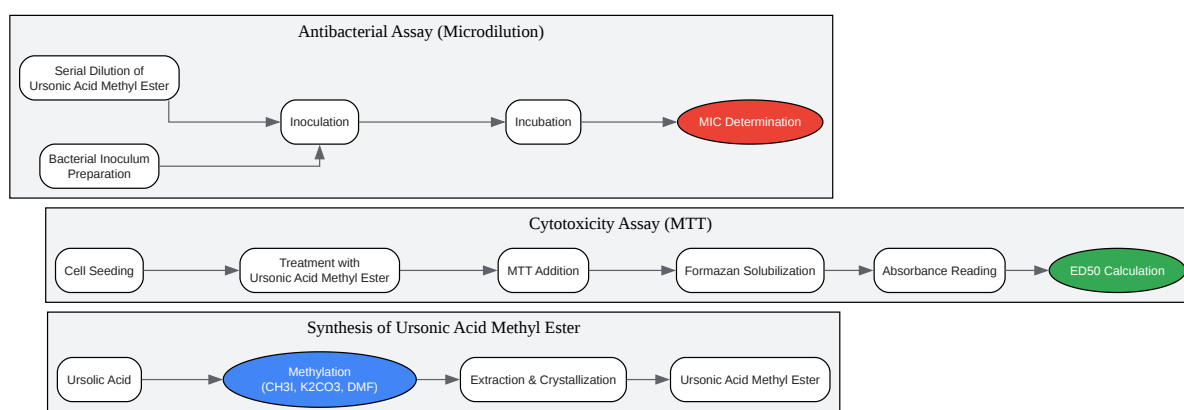 Antibacterial Assay (Microdilution)
Serial Dilution of
Ursonic Acid Methyl Ester
Inoculation
Incubation
MIC Determination
Bacterial Inoculum
Preparation
Cytotoxicity Assay (MTT)
Cell Seeding
Treatment with
Ursonic Acid Methyl Ester
MTT Addition
Formazan Solubilization
Absorbance Reading
ED50 Calculation
Synthesis of Ursonic Acid Methyl Ester
Ursolic Acid
Methylation
(CH3I, K2CO3, DMF)
Extraction & Crystallization
Ursonic Acid Methyl Ester